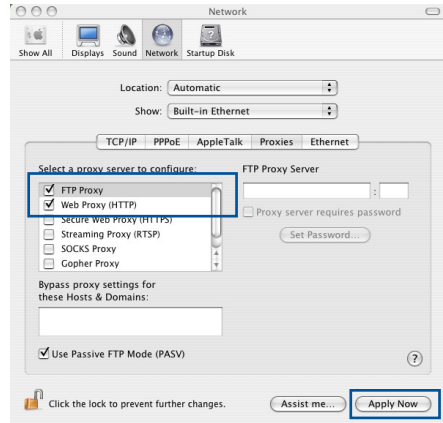 Network
Show All Displays Sound Network Startup Disk
Location: Automatic
Show: Built-in Ethernet
TCP/IP PPPoE AppleTalk Proxies Ethernet
Select a proxy server to configure: FTP Proxy Server
FTP Proxy :
Web Proxy (HTTP) Proxy server requires password
Secure Web Proxy (HTTPS)
Streaming Proxy (RTSP) Set Password...
SOCKS Proxy
Gopher Proxy
Bypass proxy settings for
these Hosts & Domains:
Use Passive FTP Mode (PASV) ?
Click the lock to prevent further changes. Assist me... Apply Now